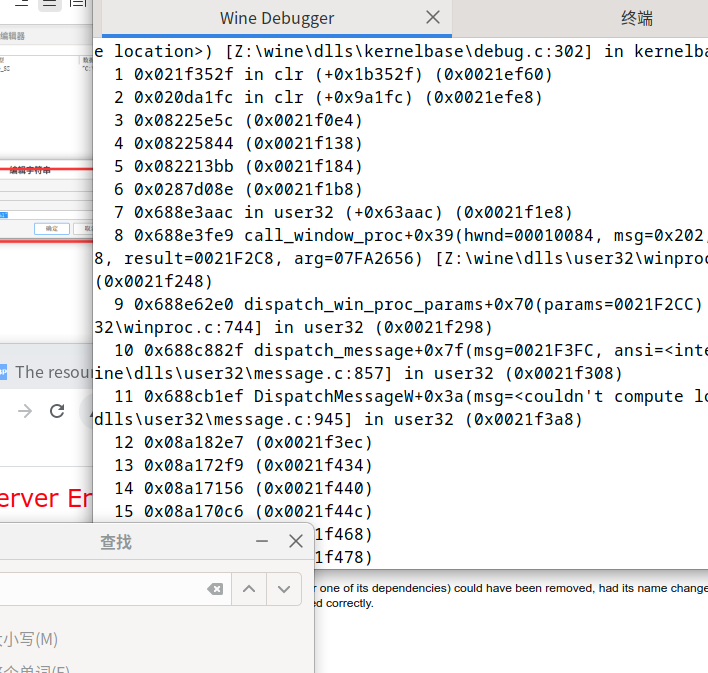 Wine Debugger
终端
编辑器
e location>) [Z:\wine\dlls\kernelbase\debug.c:302] in kernelba
1 0x021f352f in clr (+0x1b352f) (0x0021ef60)
2 0x020da1fc in clr (+0x9a1fc) (0x0021efe8)
3 0x08225e5c (0x0021f0e4)
4 0x08225844 (0x0021f138)
5 0x082213bb (0x0021f184)
6 0x0287d08e (0x0021f1b8)
7 0x688e3aac in user32 (+0x63aac) (0x0021f1e8)
8 0x688e3fe9 call_window_proc+0x39(hwnd=00010084, msg=0x202,
8, result=0021F2C8, arg=07FA2656) [Z:\wine\dlls\user32\winproc
(0x0021f248)
9 0x688e62e0 dispatch_win_proc_params+0x70(params=0021F2CC)
32\winproc.c:744] in user32 (0x0021f298)
10 0x688c882f dispatch_message+0x7f(msg=0021F3FC, ansi=<inte
ine\dlls\user32\message.c:857] in user32 (0x0021f308)
11 0x688cb1ef DispatchMessageW+0x3a(msg=<couldn't compute lo
dlls\user32\message.c:945] in user32 (0x0021f3a8)
12 0x08a182e7 (0x0021f3ec)
13 0x08a172f9 (0x0021f434)
14 0x08a17156 (0x0021f440)
15 0x08a170c6 (0x0021f44c)
1f468)
1f478)
编辑字符串
确定
The resou
erver Er
查找
大小写(M)
个单词(E)
r one of its dependencies) could have been removed, had its name change
ed correctly.